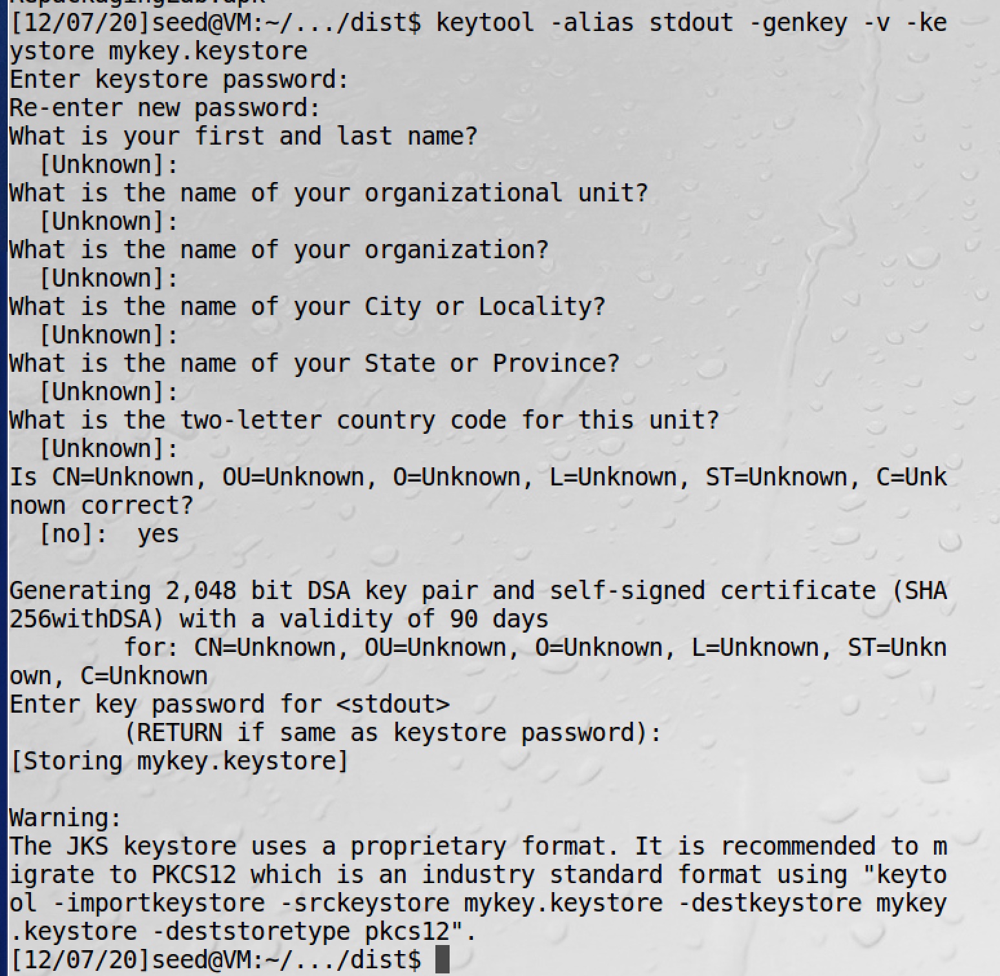 RepackagingLab.apk
[12/07/20]seed@VM:~/.../dist$ keytool -alias stdout -genkey -v -ke
ystore mykey.keystore
Enter keystore password:
Re-enter new password:
What is your first and last name?
  [Unknown]:
What is the name of your organizational unit?
  [Unknown]:
What is the name of your organization?
  [Unknown]:
What is the name of your City or Locality?
  [Unknown]:
What is the name of your State or Province?
  [Unknown]:
What is the two-letter country code for this unit?
  [Unknown]:
Is CN=Unknown, OU=Unknown, O=Unknown, L=Unknown, ST=Unknown, C=Unk
nown correct?
  [no]:  yes

Generating 2,048 bit DSA key pair and self-signed certificate (SHA
256withDSA) with a validity of 90 days
        for: CN=Unknown, OU=Unknown, O=Unknown, L=Unknown, ST=Unkn
own, C=Unknown
Enter key password for <stdout>
        (RETURN if same as keystore password):
[Storing mykey.keystore]

Warning:
The JKS keystore uses a proprietary format. It is recommended to m
igrate to PKCS12 which is an industry standard format using "keyto
ol -importkeystore -srckeystore mykey.keystore -destkeystore mykey
.keystore -deststoretype pkcs12".
[12/07/20]seed@VM:~/.../dist$